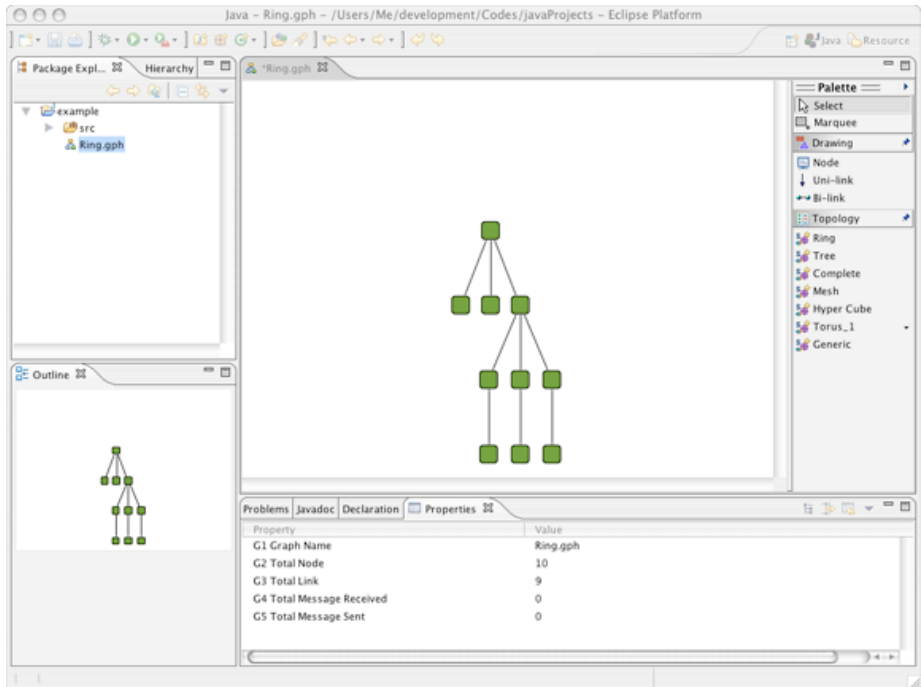 Java – Ring.gph – /Users/Me/development/Codes/javaProjects – Eclipse Platform
Java Resource
Package Expl... Hierarchy
example
src
Ring.gph
Outline
*Ring.gph
Palette
Select
Marquee
Drawing
Node
Uni-link
Bi-link
Topology
Ring
Tree
Complete
Mesh
Hyper Cube
Torus_1
Generic
Problems Javadoc Declaration Properties
Property Value
G1 Graph Name Ring.gph
G2 Total Node 10
G3 Total Link 9
G4 Total Message Received 0
G5 Total Message Sent 0